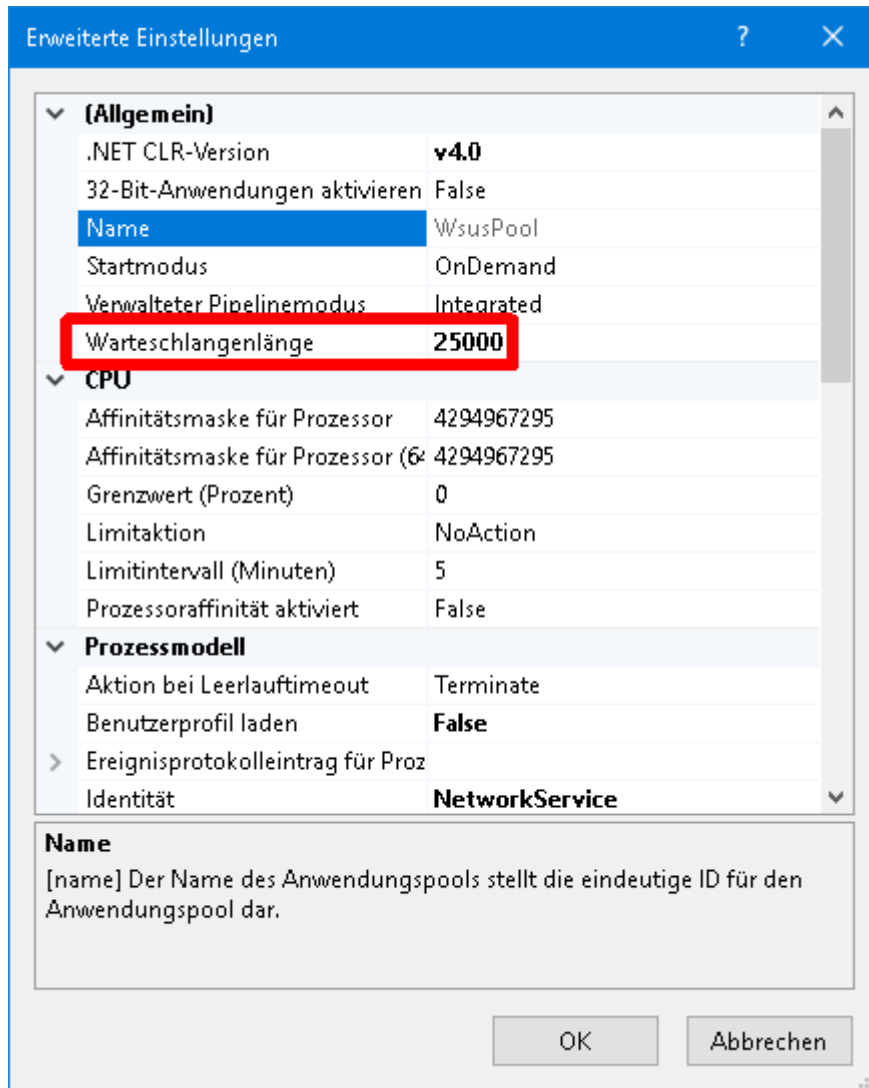 Erweiterte Einstellungen ?
(Allgemein)
.NET CLR-Version v4.0
32-Bit-Anwendungen aktivieren False
Name WsusPool
Startmodus OnDemand
Verwalteter Pipelinemodus Integrated
Warteschlangenlänge 25000
CPU
Affinitätsmaske für Prozessor 4294967295
Affinitätsmaske für Prozessor (64 4294967295
Grenzwert (Prozent) 0
Limitaktion NoAction
Limitintervall (Minuten) 5
Prozessoraffinität aktiviert False
Prozessmodell
Aktion bei Leerlauftimeout Terminate
Benutzerprofil laden False
Ereignisprotokolleintrag für Proz
Identität NetworkService
Name
[name] Der Name des Anwendungspools stellt die eindeutige ID für den
Anwendungspool dar.
OK Abbrechen